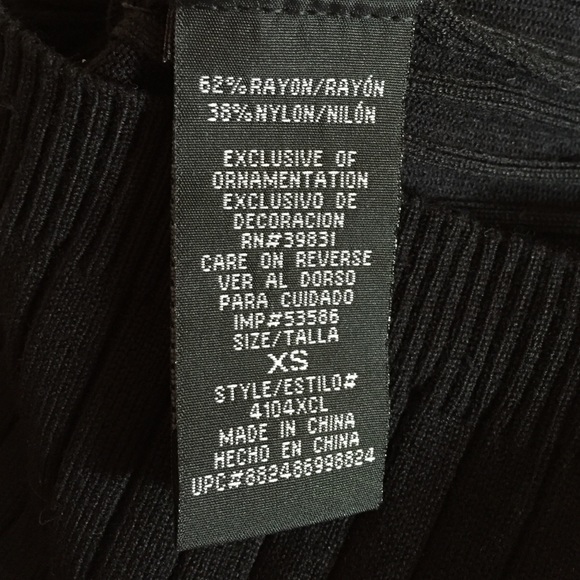 62% RAYON/RAYÓN
38% NYLON/NILÓN
EXCLUSIVE OF
ORNAMENTATION
EXCLUSIVO DE
DECORACION
RN#39831
CARE ON REVERSE
VER AL DORSO
PARA CUIDADO
IMP#53586
SIZE/TALLA
XS
STYLE/ESTILO#
4104XCL
MADE IN CHINA
HECHO EN CHINA
UPC#882486998824